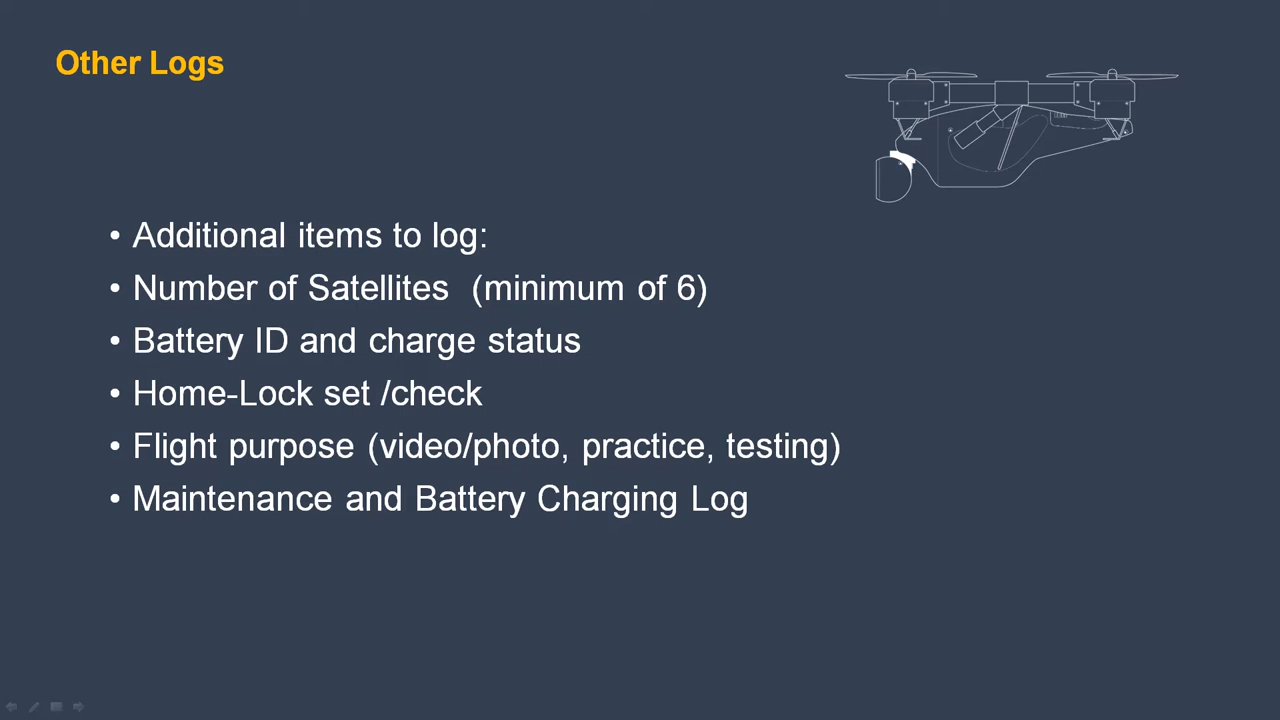 Other Logs
• Additional items to log:
• Number of Satellites  (minimum of 6)
• Battery ID and charge status
• Home-Lock set /check
• Flight purpose (video/photo, practice, testing)
• Maintenance and Battery Charging Log